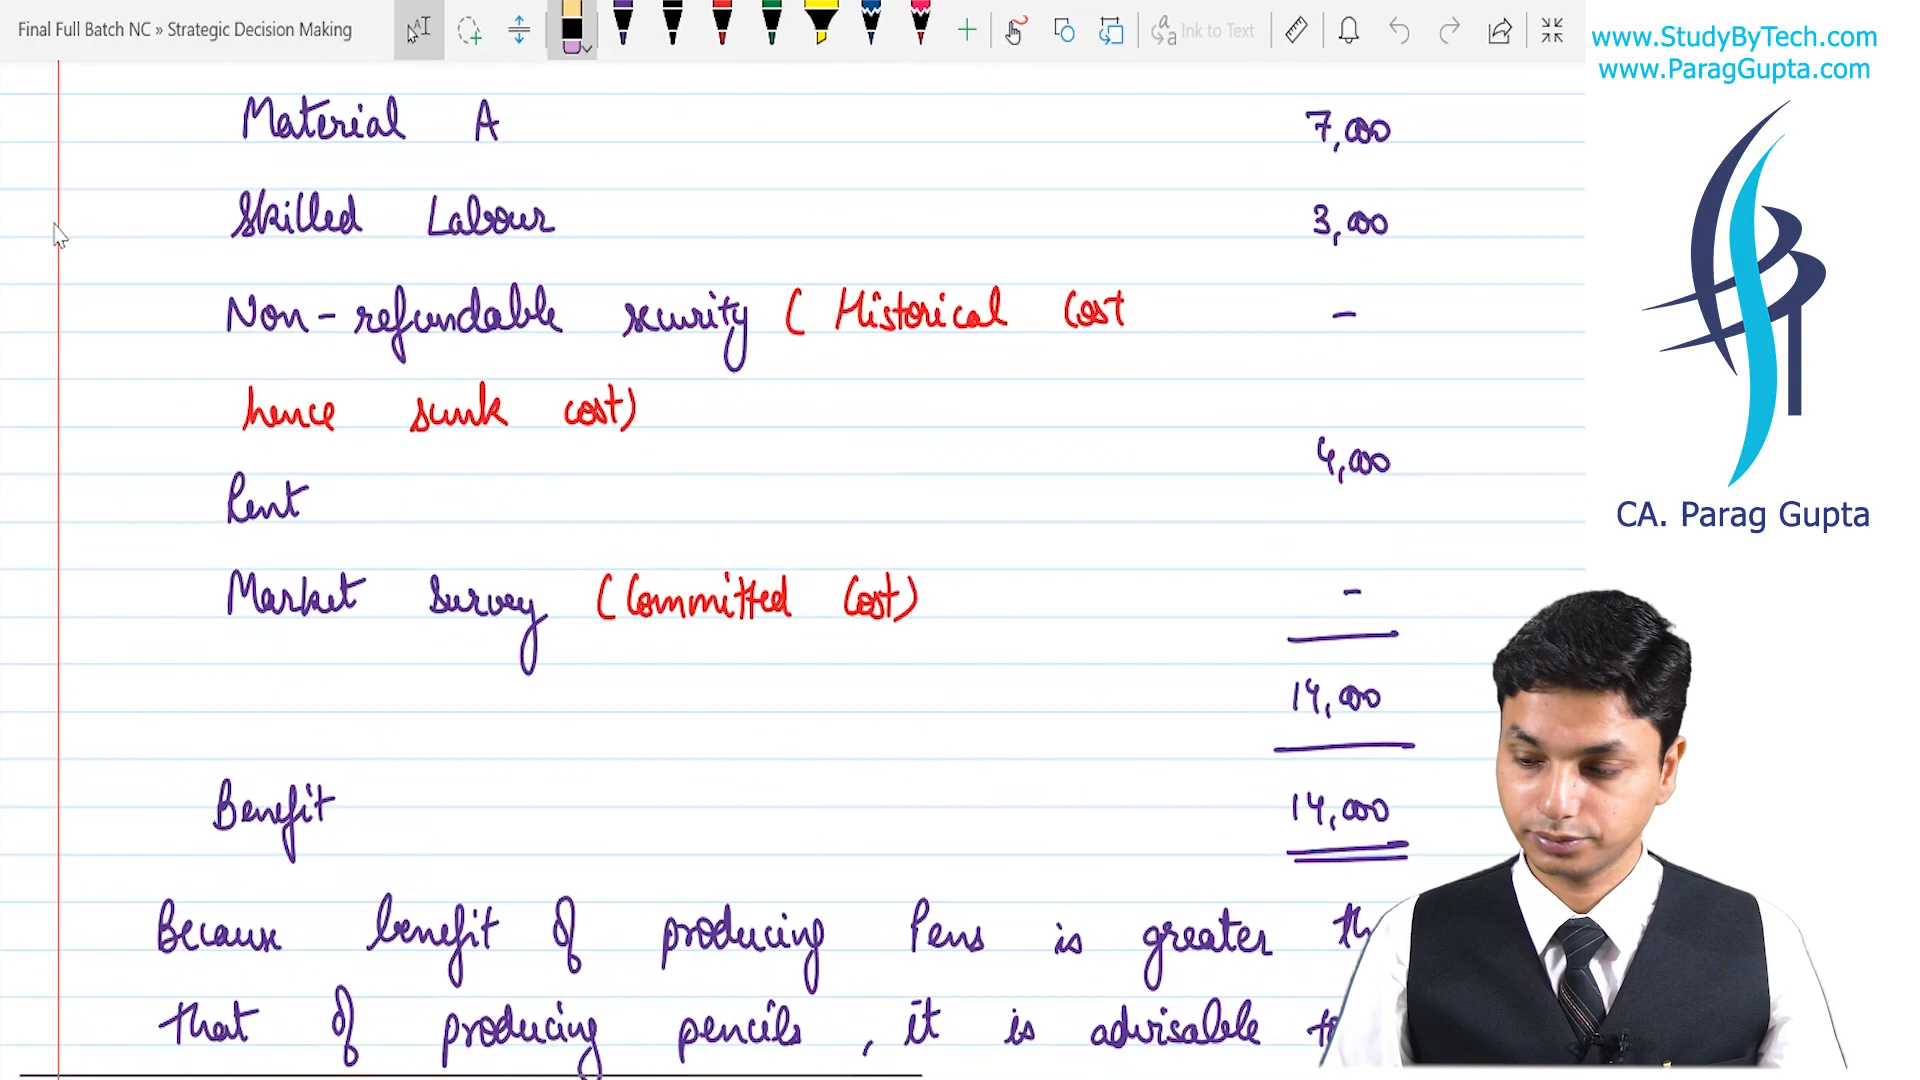 Final Full Batch NC » Strategic Decision Making
Ink to Text
www.StudyByTech.com
www.ParagGupta.com
Material A 7,000
Skilled Labour 3,000
Non-refundable security (Historical Cost -
hence sunk cost)
4,000
Rent
Market Survey (Committed Cost) -
14,000
Benefit 14,000
Because benefit of producing Pens is greater
that of producing pencils, it is advisable
CA. Parag Gupta